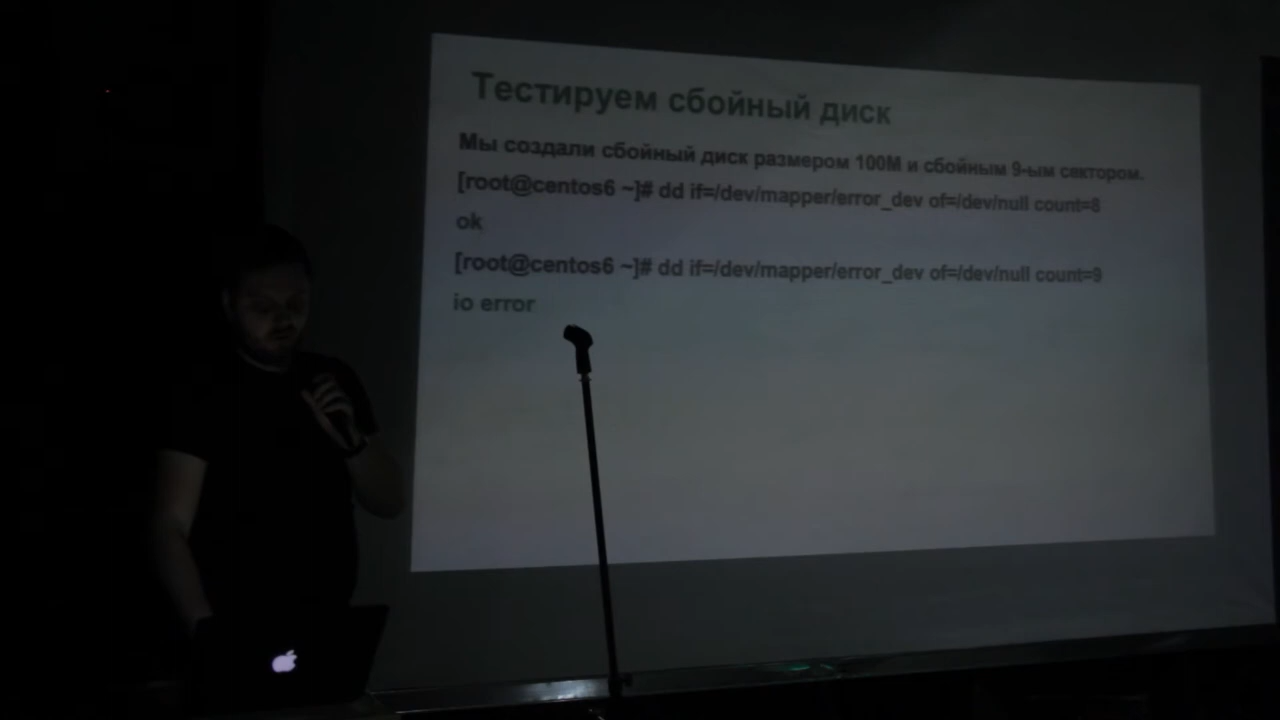 Тестируем сбойный диск
Мы создали сбойный диск размером 100M и сбойным 9-ым сектором.
[root@centos6 ~]# dd if=/dev/mapper/error_dev of=/dev/null count=8
ok
[root@centos6 ~]# dd if=/dev/mapper/error_dev of=/dev/null count=9
io error